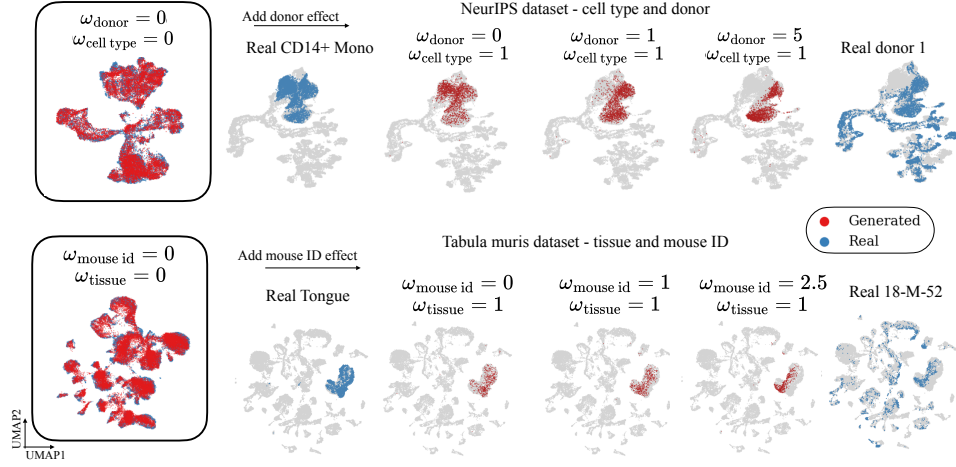 ω_donor = 0
ω_cell type = 0
Add donor effect
NeurIPS dataset - cell type and donor
Real CD14+ Mono
ω_donor = 0
ω_cell type = 1
ω_donor = 1
ω_cell type = 1
ω_donor = 5
ω_cell type = 1
Real donor 1
Generated
Real
ω_mouse id = 0
ω_tissue = 0
Add mouse ID effect
Tabula muris dataset - tissue and mouse ID
Real Tongue
ω_mouse id = 0
ω_tissue = 1
ω_mouse id = 1
ω_tissue = 1
ω_mouse id = 2.5
ω_tissue = 1
Real 18-M-52
UMAP2
UMAP1